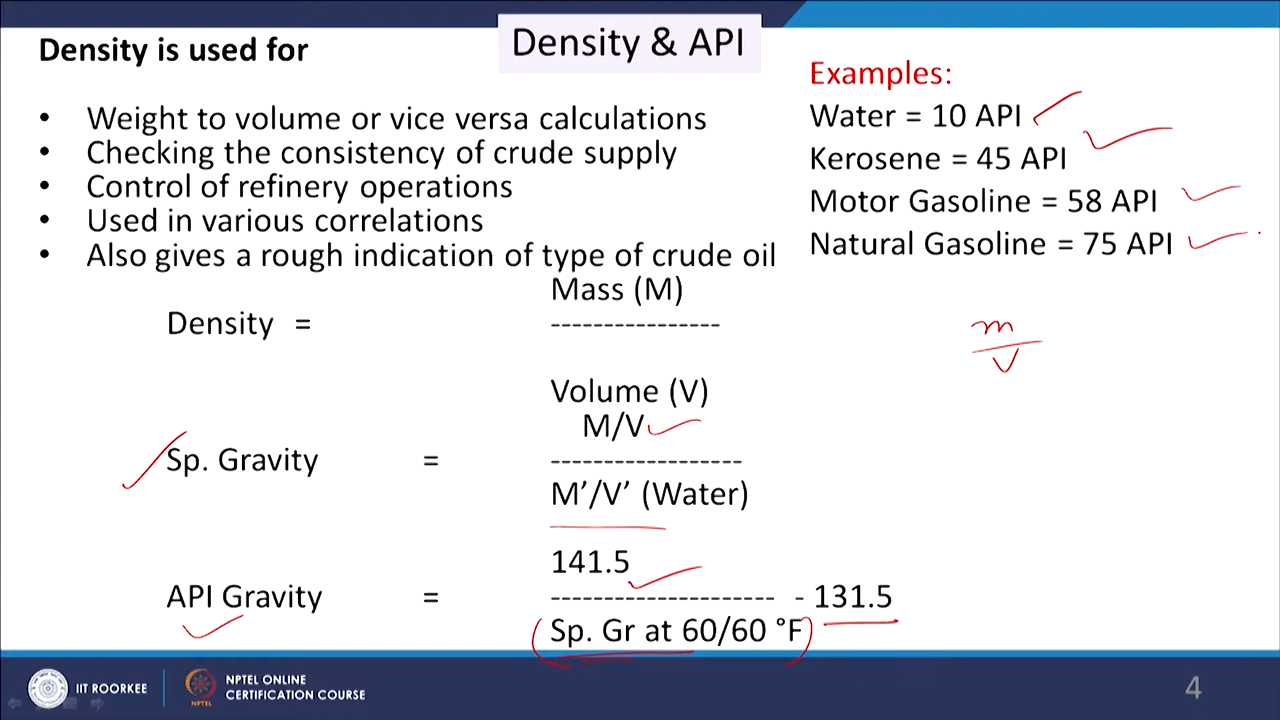 Density & API
Density is used for
• Weight to volume or vice versa calculations
• Checking the consistency of crude supply
• Control of refinery operations
• Used in various correlations
• Also gives a rough indication of type of crude oil
Examples:
Water = 10 API
Kerosene = 45 API
Motor Gasoline = 58 API
Natural Gasoline = 75 API
Mass (M)
Density = ----------------
Volume (V)
m
V
M/V
Sp. Gravity = ------------------
M’/V’ (Water)
141.5
API Gravity = --------------------- - 131.5
Sp. Gr at 60/60 °F
IIT ROORKEE
NPTEL
NPTEL ONLINE
CERTIFICATION COURSE
4